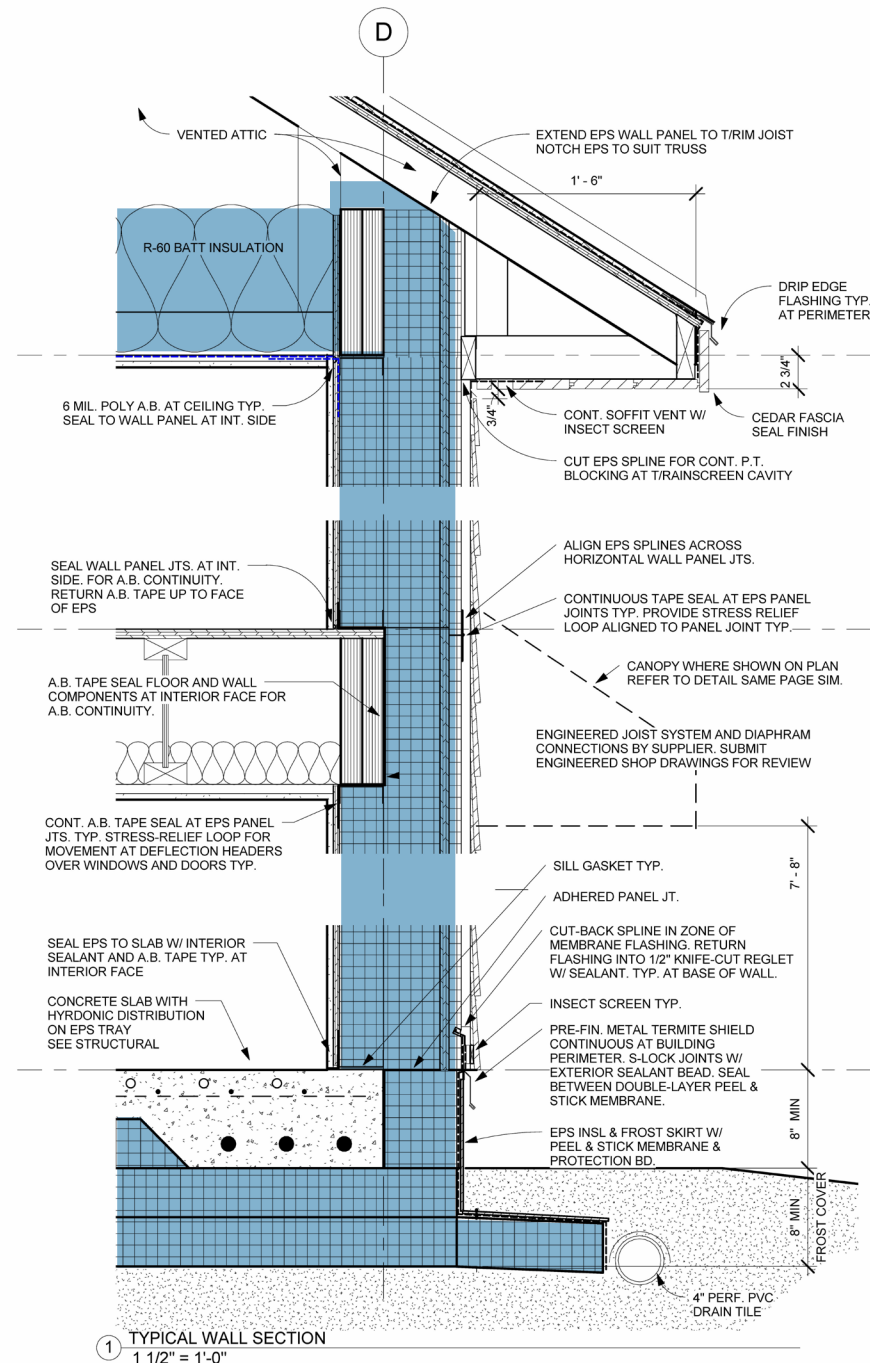 D
VENTED ATTIC
EXTEND EPS WALL PANEL TO T/RIM JOIST
NOTCH EPS TO SUIT TRUSS
1' - 6"
R-60 BATT INSULATION
DRIP EDGE
FLASHING TYP.
AT PERIMETER
2 3/4"
6 MIL. POLY A.B. AT CEILING TYP.
SEAL TO WALL PANEL AT INT. SIDE
3/4"
CONT. SOFFIT VENT W/
INSECT SCREEN
CEDAR FASCIA
SEAL FINISH
CUT EPS SPLINE FOR CONT. P.T.
BLOCKING AT T/RAINSCREEN CAVITY
SEAL WALL PANEL JTS. AT INT.
SIDE. FOR A.B. CONTINUITY.
RETURN A.B. TAPE UP TO FACE
OF EPS
ALIGN EPS SPLINES ACROSS
HORIZONTAL WALL PANEL JTS.
CONTINUOUS TAPE SEAL AT EPS PANEL
JOINTS TYP. PROVIDE STRESS RELIEF
LOOP ALIGNED TO PANEL JOINT TYP.
CANOPY WHERE SHOWN ON PLAN
REFER TO DETAIL SAME PAGE SIM.
A.B. TAPE SEAL FLOOR AND WALL
COMPONENTS AT INTERIOR FACE FOR
A.B. CONTINUITY.
ENGINEERED JOIST SYSTEM AND DIAPHRAM
CONNECTIONS BY SUPPLIER. SUBMIT
ENGINEERED SHOP DRAWINGS FOR REVIEW
CONT. A.B. TAPE SEAL AT EPS PANEL
JTS. TYP. STRESS-RELIEF LOOP FOR
MOVEMENT AT DEFLECTION HEADERS
OVER WINDOWS AND DOORS TYP.
7' - 8"
SILL GASKET TYP.
ADHERED PANEL JT.
CUT-BACK SPLINE IN ZONE OF
MEMBRANE FLASHING. RETURN
FLASHING INTO 1/2" KNIFE-CUT REGLET
W/ SEALANT. TYP. AT BASE OF WALL.
SEAL EPS TO SLAB W/ INTERIOR
SEALANT AND A.B. TAPE TYP. AT
INTERIOR FACE
INSECT SCREEN TYP.
CONCRETE SLAB WITH
HYRDONIC DISTRIBUTION
ON EPS TRAY
SEE STRUCTURAL
PRE-FIN. METAL TERMITE SHIELD
CONTINUOUS AT BUILDING
PERIMETER. S-LOCK JOINTS W/
EXTERIOR SEALANT BEAD. SEAL
BETWEEN DOUBLE-LAYER PEEL &
STICK MEMBRANE.
8" MIN
EPS INSL & FROST SKIRT W/
PEEL & STICK MEMBRANE &
PROTECTION BD.
8" MIN
FROST COVER
4" PERF. PVC
DRAIN TILE
1
TYPICAL WALL SECTION
1 1/2" = 1'-0"